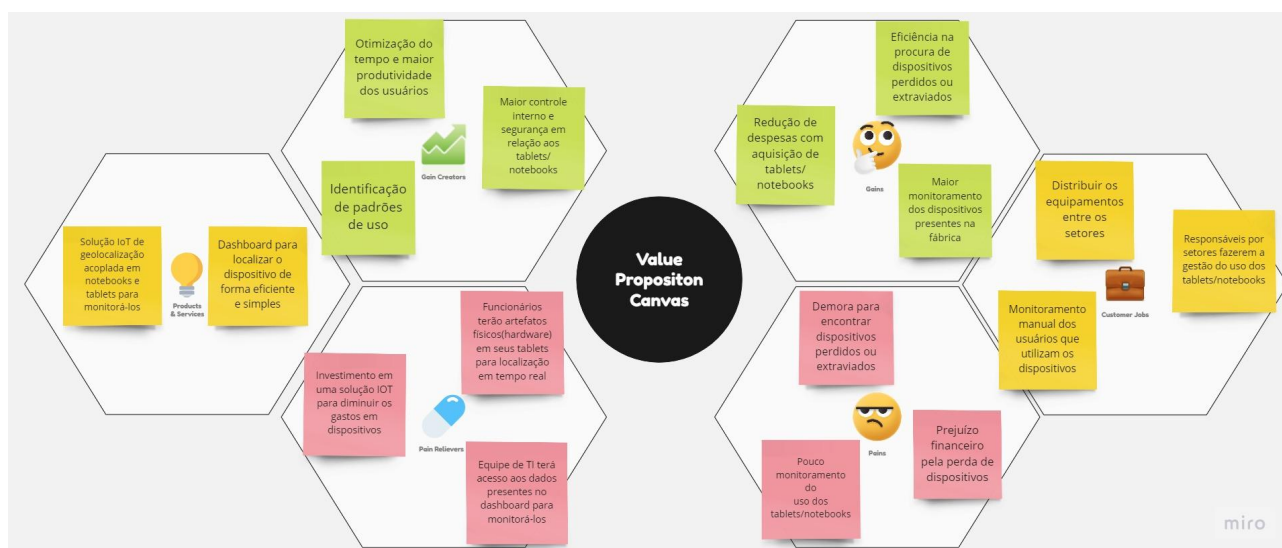 Otimização do
tempo e maior
produtividade
dos usuários
Maior controle
interno e
segurança em
relação aos
tablets/
notebooks
Gain Creators
Identificação
de padrões
de uso
Solução IoT de
geolocalização
acoplada em
notebooks e
tablets para
monitorá-los
Products
& Services
Dashboard para
localizar o
dispositivo de
forma eficiente
e simples
Funcionários
terão artefatos
físicos(hardware)
em seus tablets
para localização
em tempo real
Investimento em
uma solução IOT
para diminuir os
gastos em
dispositivos
Pain Relievers
Equipe de TI terá
acesso aos dados
presentes no
dashboard para
monitorá-los
Value
Propositon
Canvas
Eficiência na
procura de
dispositivos
perdidos ou
extraviados
Redução de
despesas com
aquisição de
tablets/
notebooks
Gains
Maior
monitoramento
dos dispositivos
presentes na
fábrica
Distribuir os
equipamentos
entre os
setores
Responsáveis por
setores fazerem a
gestão do uso dos
tablets/notebooks
Customer Jobs
Monitoramento
manual dos
usuários que
utilizam os
dispositivos
Demora para
encontrar
dispositivos
perdidos ou
extraviados
Pains
Prejuízo
financeiro
pela perda de
dispositivos
Pouco
monitoramento
do
uso dos
tablets/notebooks
miro